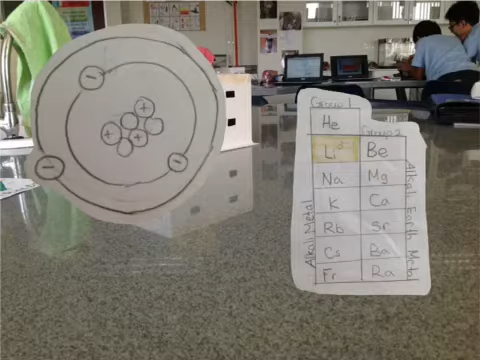 Group 1
He
Group 2
Li Be
Na Mg
K Ca
Rb Sr
Cs Ba
Fr Ra
Alkali Metal
Alkali Earth Metal
−
−
−
+
+
+